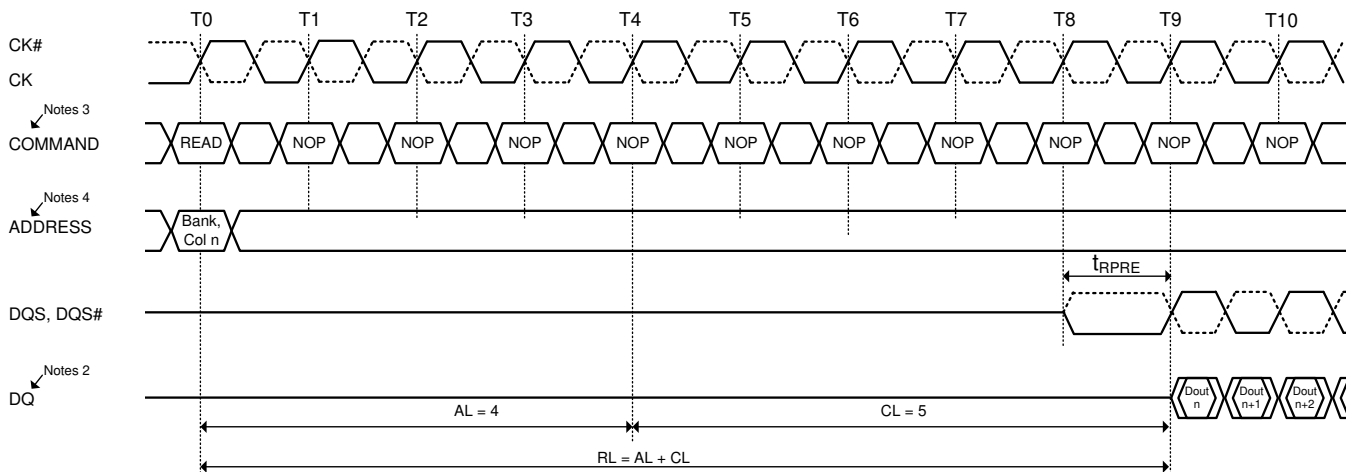 T0 T1 T2 T3 T4 T5 T6 T7 T8 T9 T10
CK#
CK
Notes 3
COMMAND READ NOP NOP NOP NOP NOP NOP NOP NOP NOP NOP
Notes 4
ADDRESS Bank,
Col n
tRPRE
DQS, DQS#
Notes 2
DQ Dout
n Dout
n+1 Dout
n+2
AL = 4 CL = 5
RL = AL + CL